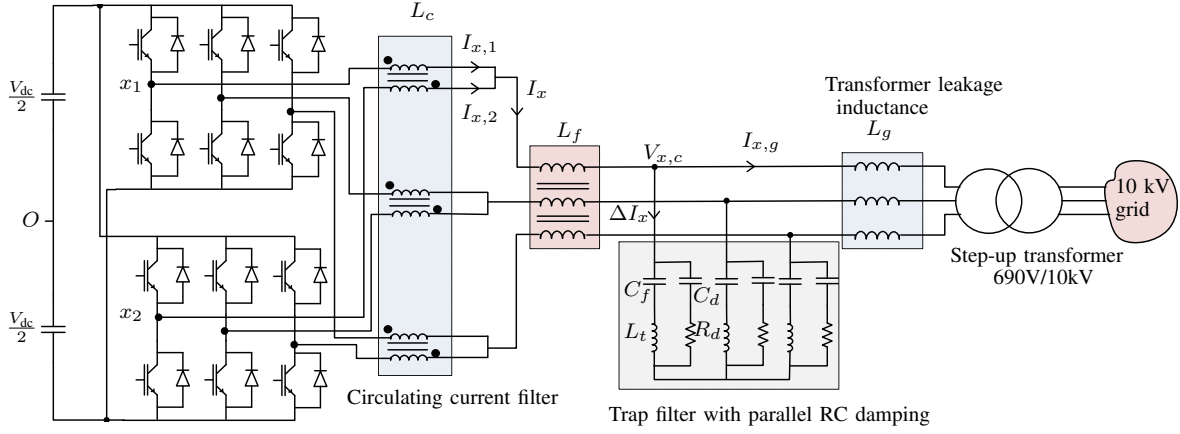 L_c
I_{x,1}
I_x
I_{x,2}
V_dc/2
x_1
Transformer leakage
inductance
L_g
L_f
V_{x,c}
I_{x,g}
10 kV
grid
O
ΔI_x
Step-up transformer
690V/10kV
C_f
C_d
V_dc/2
x_2
L_t
R_d
Circulating current filter
Trap filter with parallel RC damping